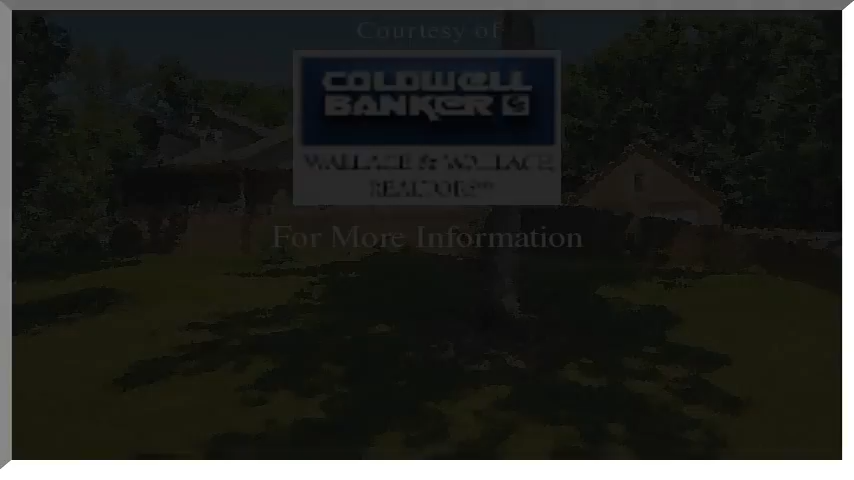 Courtesy of
COLDWELL
BANKER
WALLACE & WALLACE,
REALTORS
For More Information